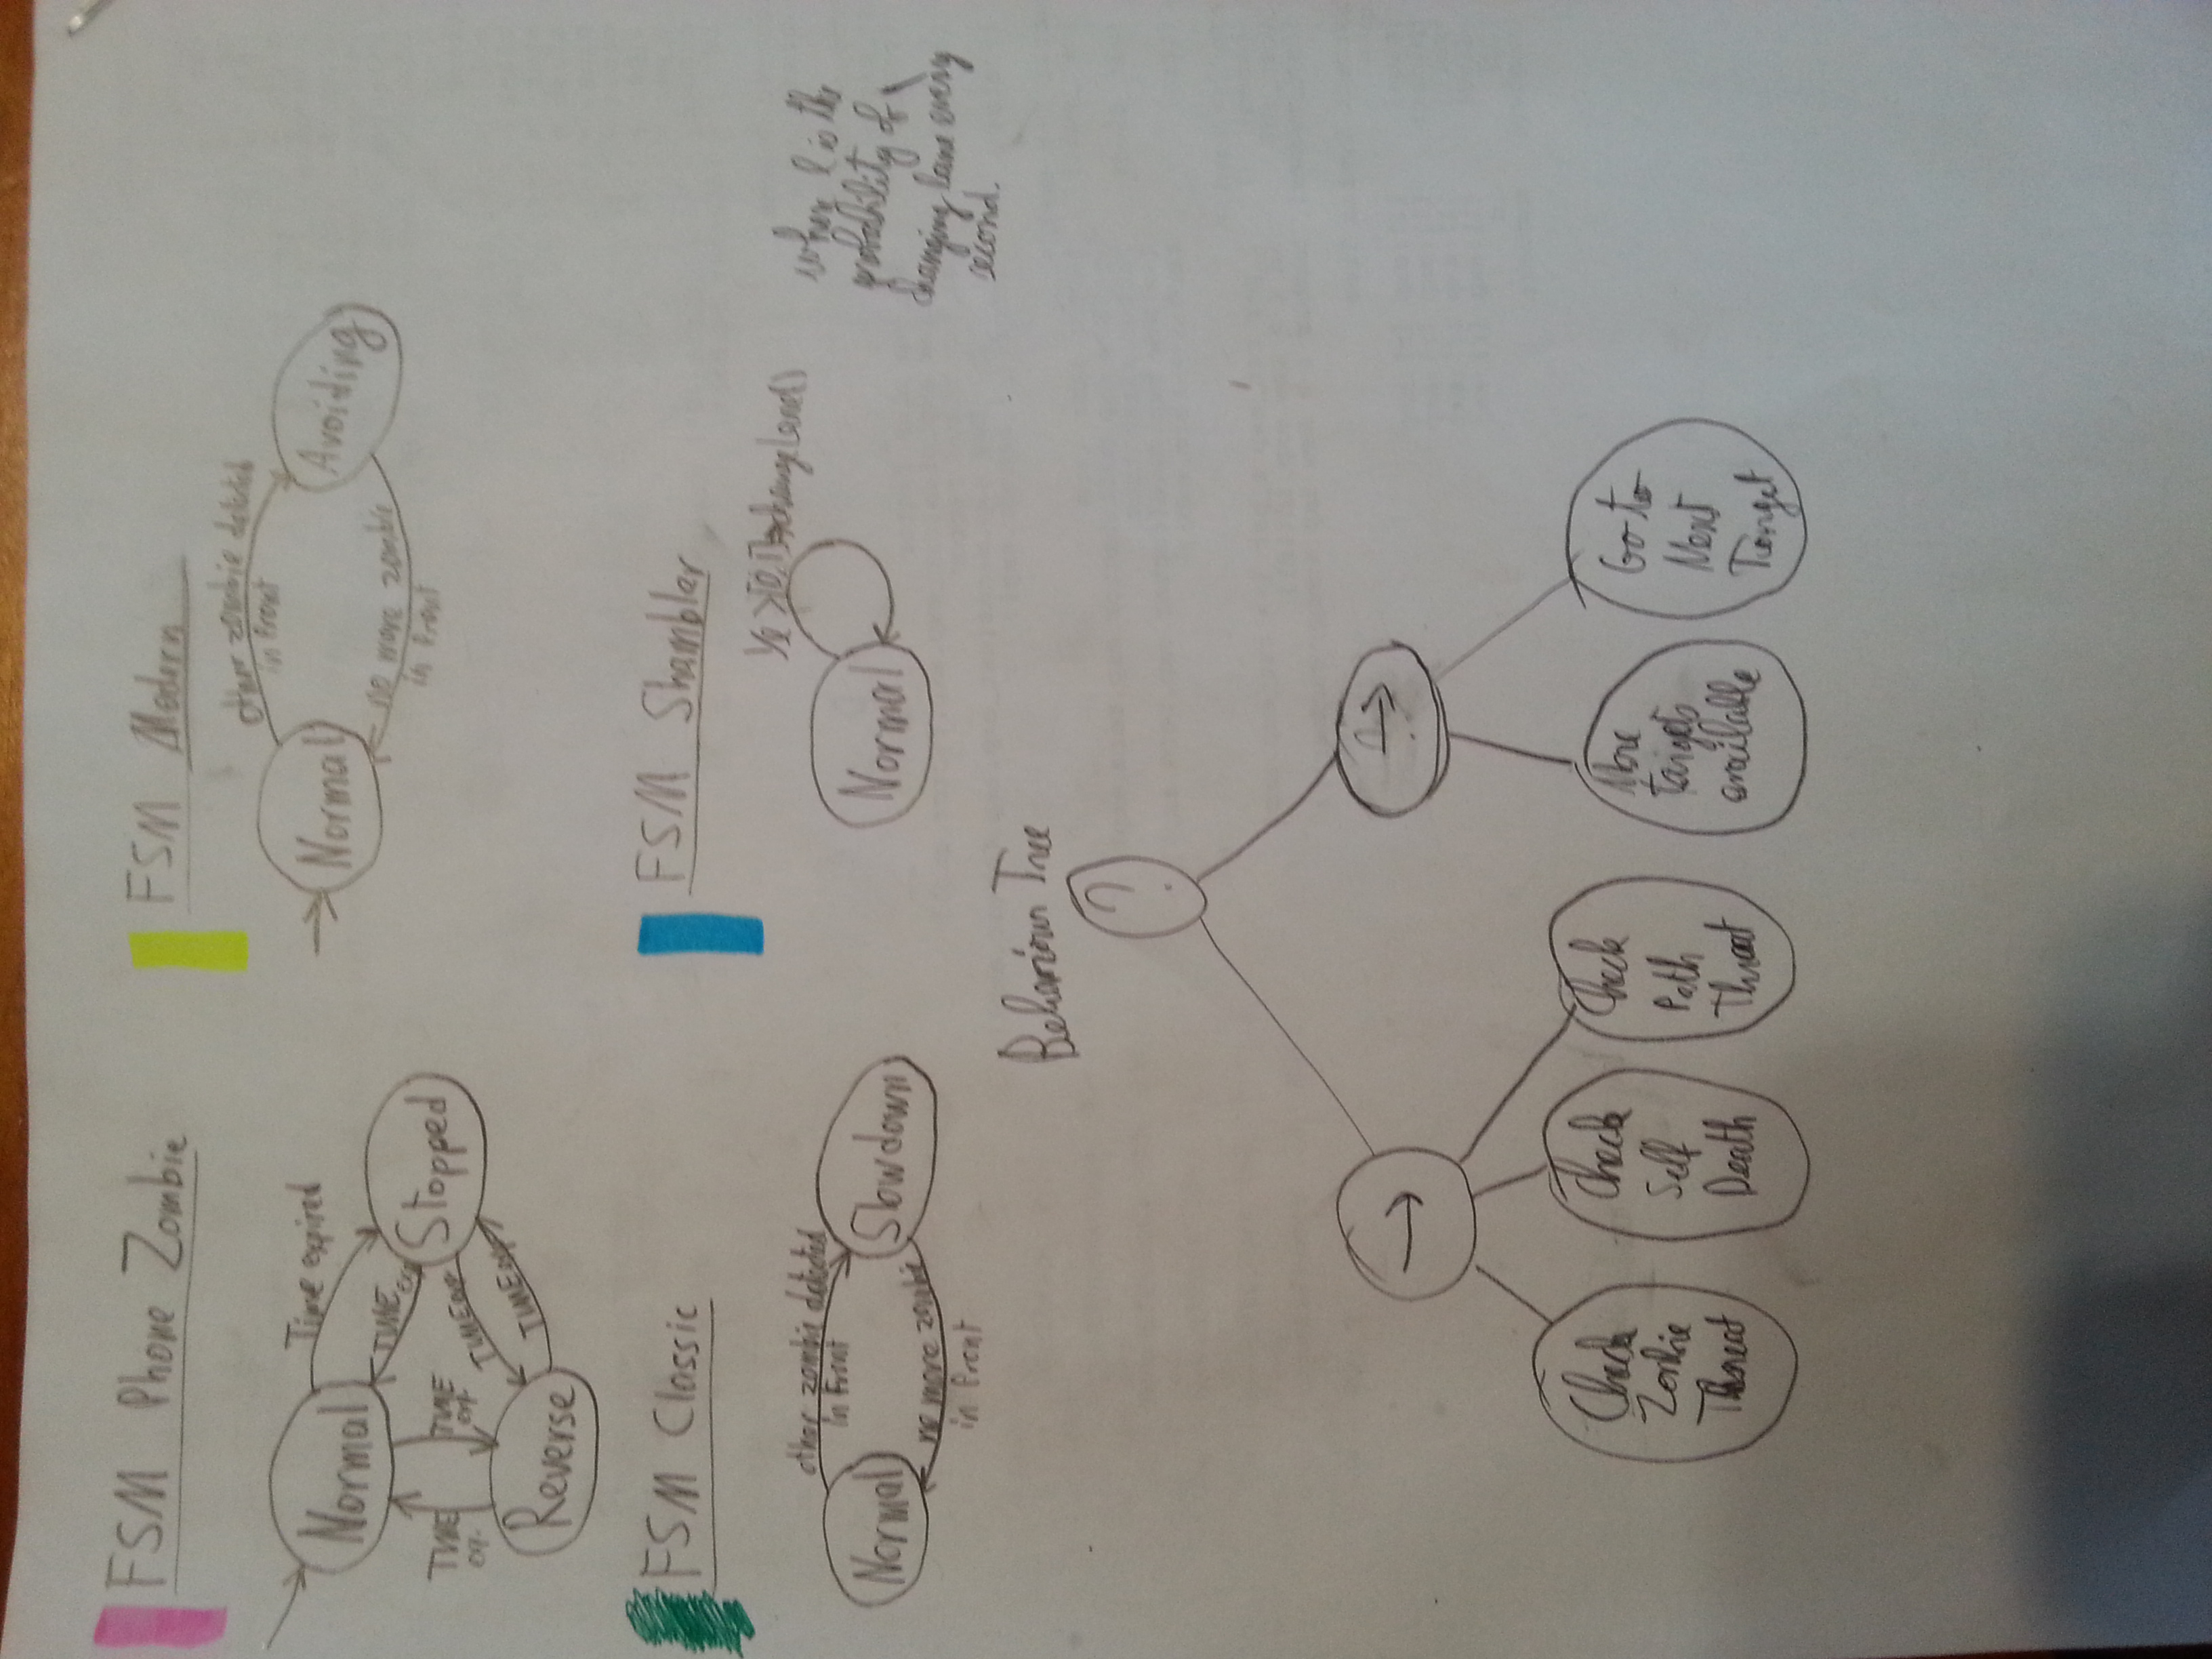 FSM Phone Zombie
Normal
Time expired
TIME exp
Stopped
TIME
exp.
TIME
exp.
TIME exp
TIME exp
Reverse
FSM Modern
other zombie detected
in front
Normal
Avoiding
no more zombie
in front
FSM Classic
other zombie detected
in front
Normal
Slowdown
no more zombie
in front
FSM Shambler
changeLane()
Normal
where l is the
probability of
changing lane every
second.
Behaviour Tree
?
→
→
Check
Zombie
Threat
Check
Self
Death
Check
Path
Threat
More
targets
available
Go to
Next
Target